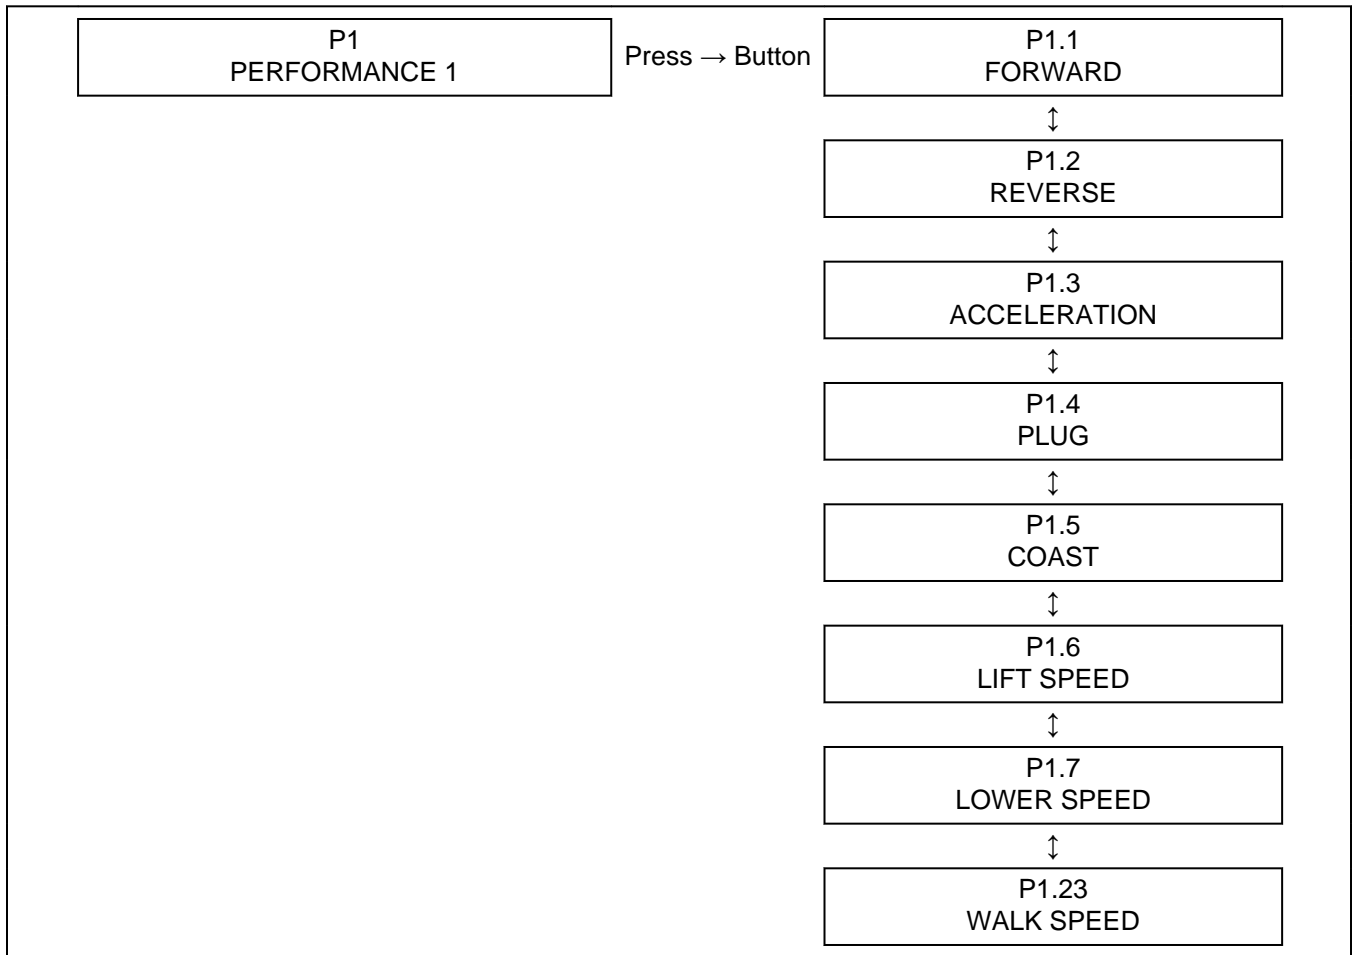 P1
PERFORMANCE 1
Press → Button
P1.1
FORWARD
↕
P1.2
REVERSE
↕
P1.3
ACCELERATION
↕
P1.4
PLUG
↕
P1.5
COAST
↕
P1.6
LIFT SPEED
↕
P1.7
LOWER SPEED
↕
P1.23
WALK SPEED